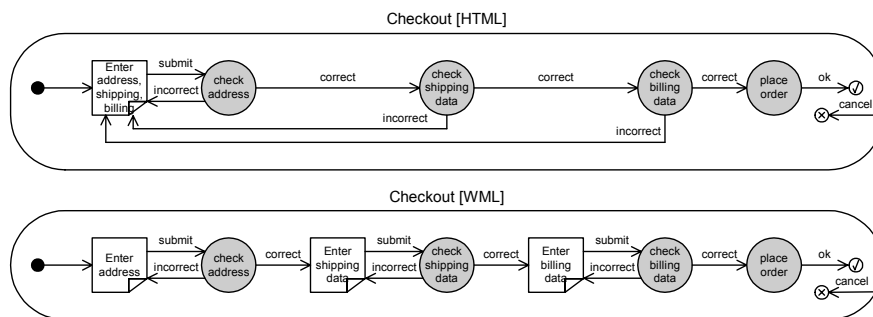 Checkout [HTML]
Enter
address,
shipping,
billing
submit
incorrect
check
address
correct
check
shipping
data
incorrect
correct
check
billing
data
incorrect
correct
place
order
ok
cancel
Checkout [WML]
Enter
address
submit
incorrect
check
address
correct
Enter
shipping
data
submit
incorrect
check
shipping
data
correct
Enter
billing
data
submit
incorrect
check
billing
data
correct
place
order
ok
cancel